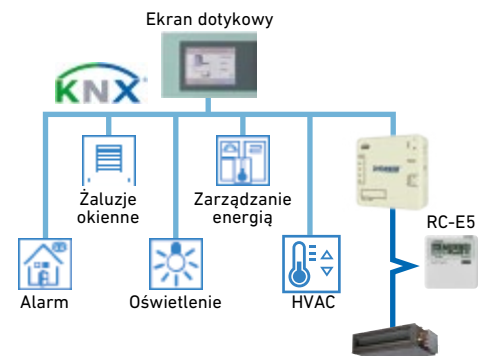 Ekran dotykowy
KNX
Żaluzje
okienne
Zarządzanie
energią
RC-E5
Alarm
Oświetlenie
HVAC